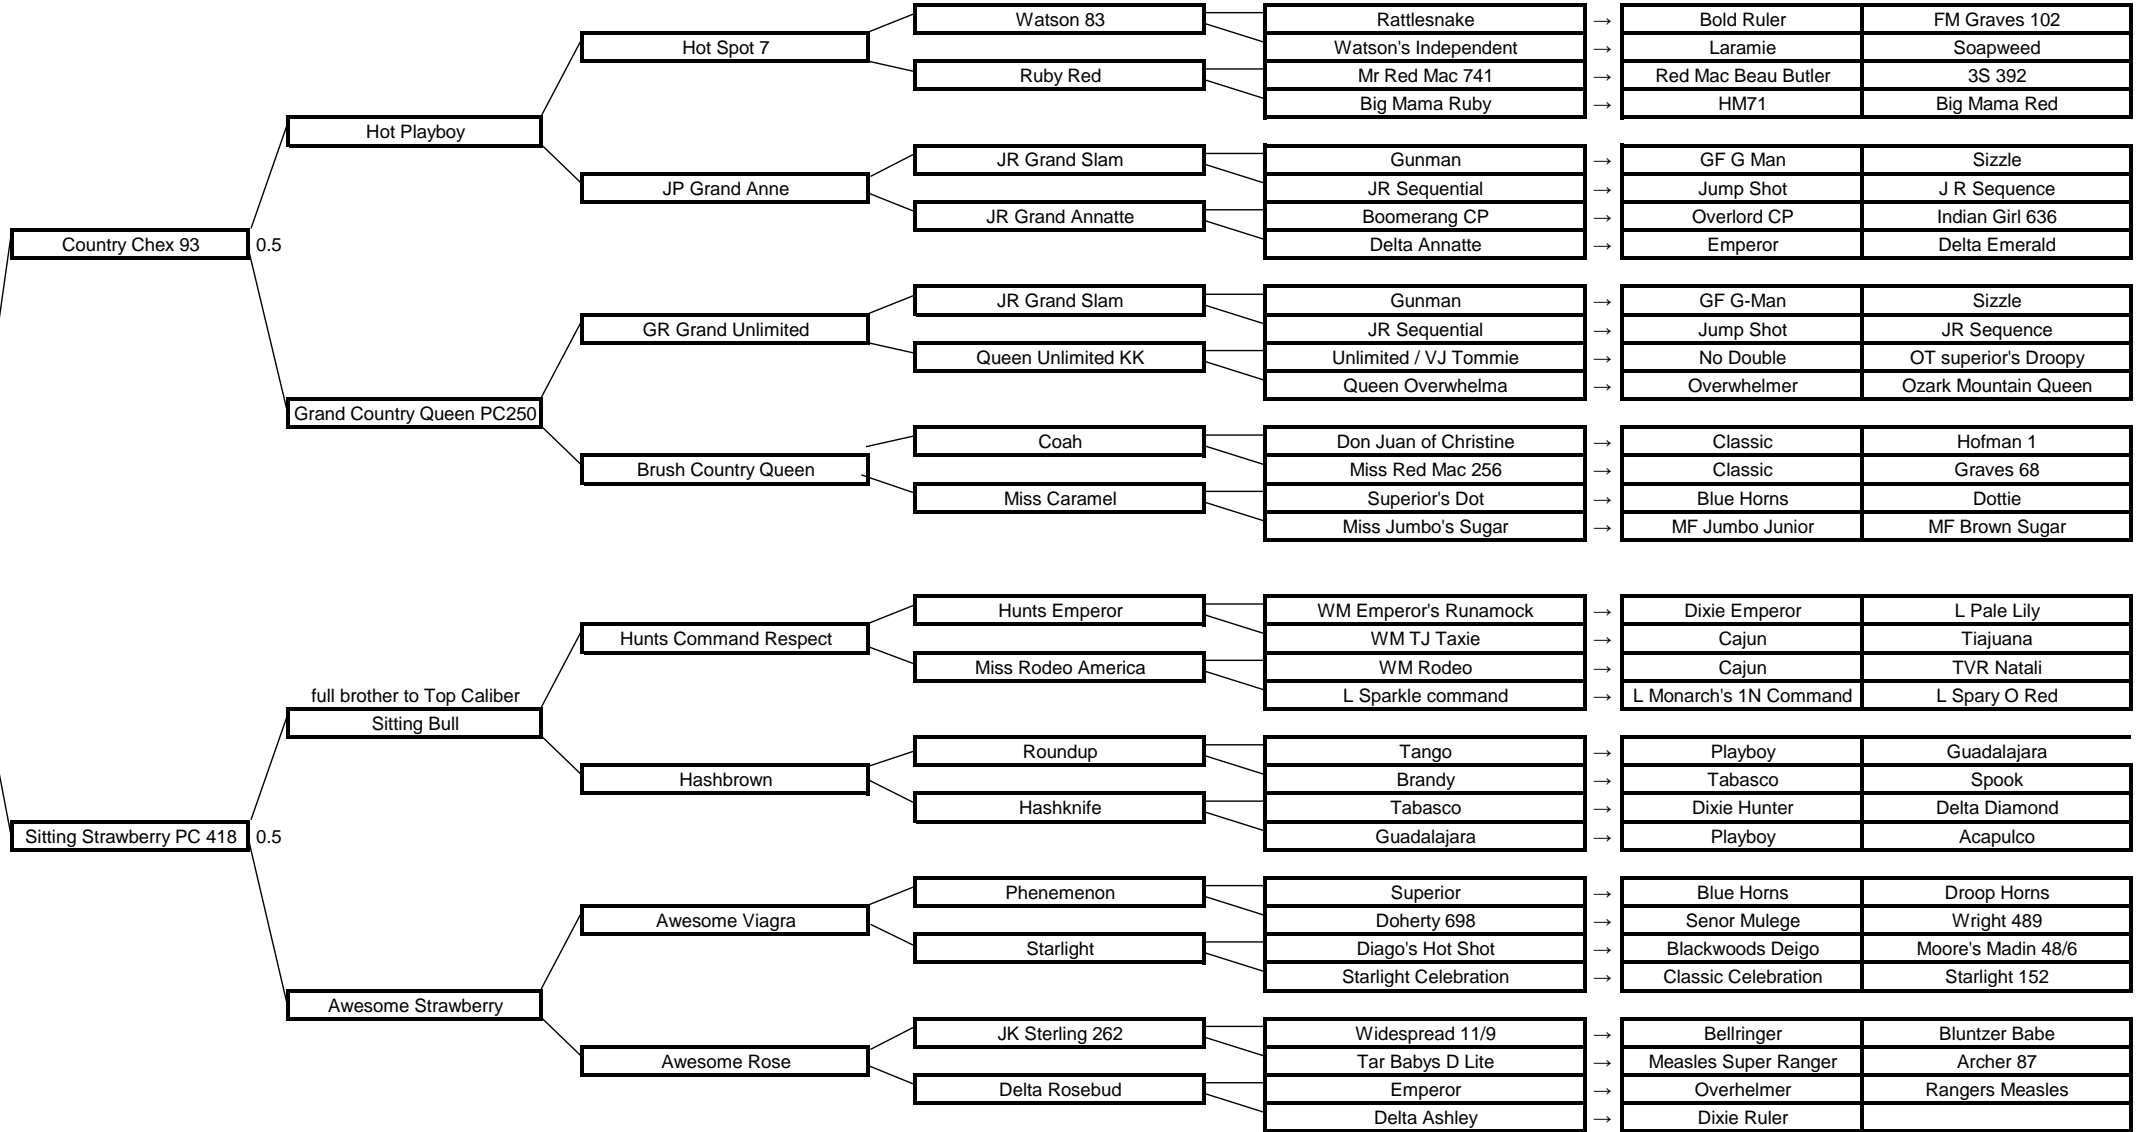 Watson 83 Rattlesnake → Bold Ruler FM Graves 102
Hot Spot 7 Watson's Independent → Laramie Soapweed
Ruby Red Mr Red Mac 741 → Red Mac Beau Butler 3S 392
Big Mama Ruby → HM71 Big Mama Red
Hot Playboy
JR Grand Slam Gunman → GF G Man Sizzle
JP Grand Anne JR Sequential → Jump Shot J R Sequence
JR Grand Annatte Boomerang CP → Overlord CP Indian Girl 636
Country Chex 93 0.5 Delta Annatte → Emperor Delta Emerald
JR Grand Slam Gunman → GF G-Man Sizzle
GR Grand Unlimited JR Sequential → Jump Shot JR Sequence
Queen Unlimited KK Unlimited / VJ Tommie → No Double OT superior's Droopy
Queen Overwhelma → Overwhelmer Ozark Mountain Queen
Grand Country Queen PC250
Coah Don Juan of Christine → Classic Hofman 1
Brush Country Queen Miss Red Mac 256 → Classic Graves 68
Miss Caramel Superior's Dot → Blue Horns Dottie
Miss Jumbo's Sugar → MF Jumbo Junior MF Brown Sugar
Hunts Emperor WM Emperor's Runamock → Dixie Emperor L Pale Lily
Hunts Command Respect WM TJ Taxie → Cajun Tiajuana
Miss Rodeo America WM Rodeo → Cajun TVR Natali
full brother to Top Caliber L Sparkle command → L Monarch's 1N Command L Spary O Red
Sitting Bull
Roundup Tango → Playboy Guadalajara
Hashbrown Brandy → Tabasco Spook
Hashknife Tabasco → Dixie Hunter Delta Diamond
Sitting Strawberry PC 418 0.5 Guadalajara → Playboy Acapulco
Phenemenon Superior → Blue Horns Droop Horns
Awesome Viagra Doherty 698 → Senor Mulege Wright 489
Starlight Diago's Hot Shot → Blackwoods Deigo Moore's Madin 48/6
Starlight Celebration → Classic Celebration Starlight 152
Awesome Strawberry
JK Sterling 262 Widespread 11/9 → Bellringer Bluntzer Babe
Awesome Rose Tar Babys D Lite → Measles Super Ranger Archer 87
Delta Rosebud Emperor → Overhelmer Rangers Measles
Delta Ashley → Dixie Ruler